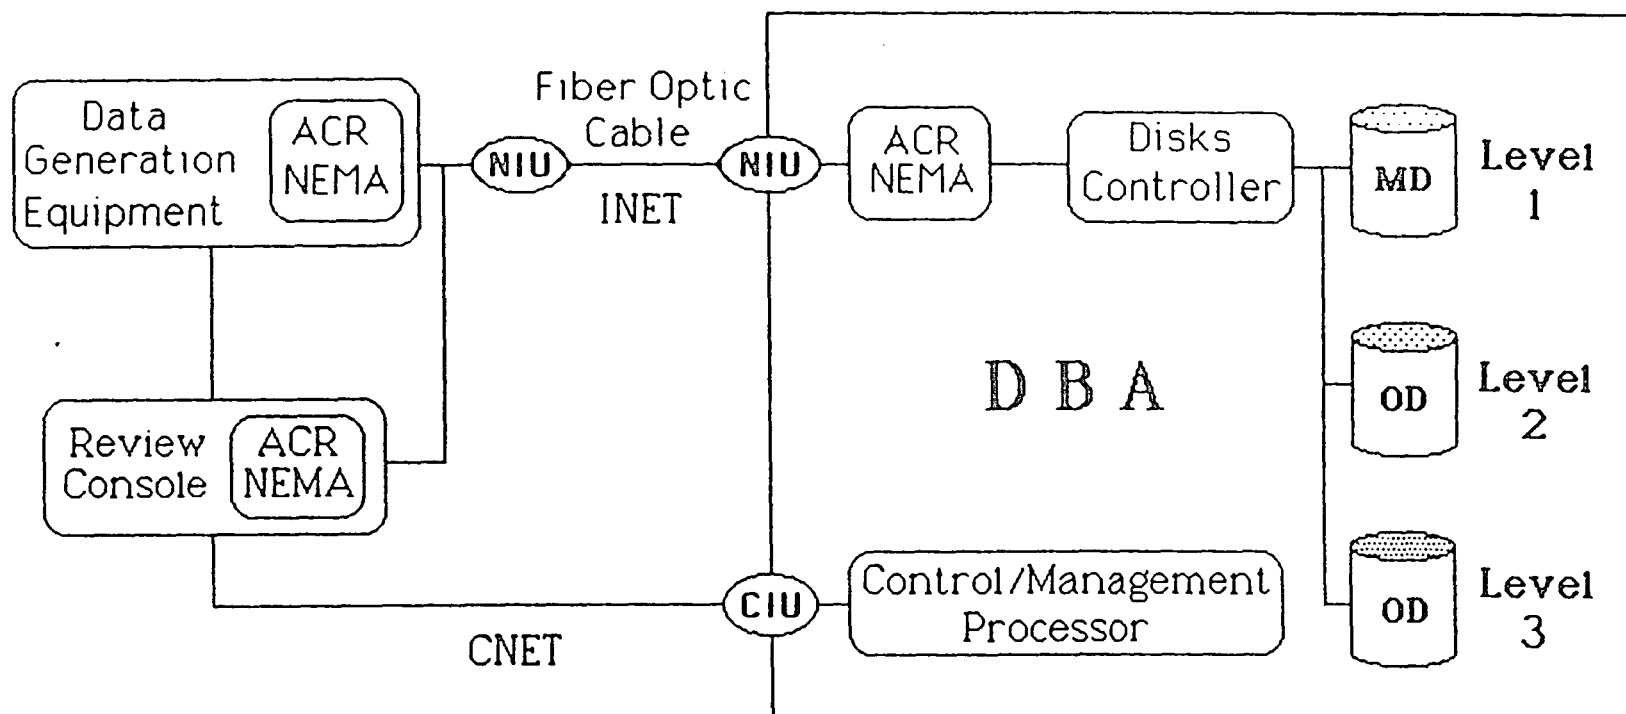 Data
Generation
Equipment
ACR
NEMA
NIU
Fiber Optic
Cable
INET
NIU
ACR
NEMA
Disks
Controller
MD
Level
1
DBA
OD
Level
2
Review
Console
ACR
NEMA
CNET
CIU
Control/Management
Processor
OD
Level
3